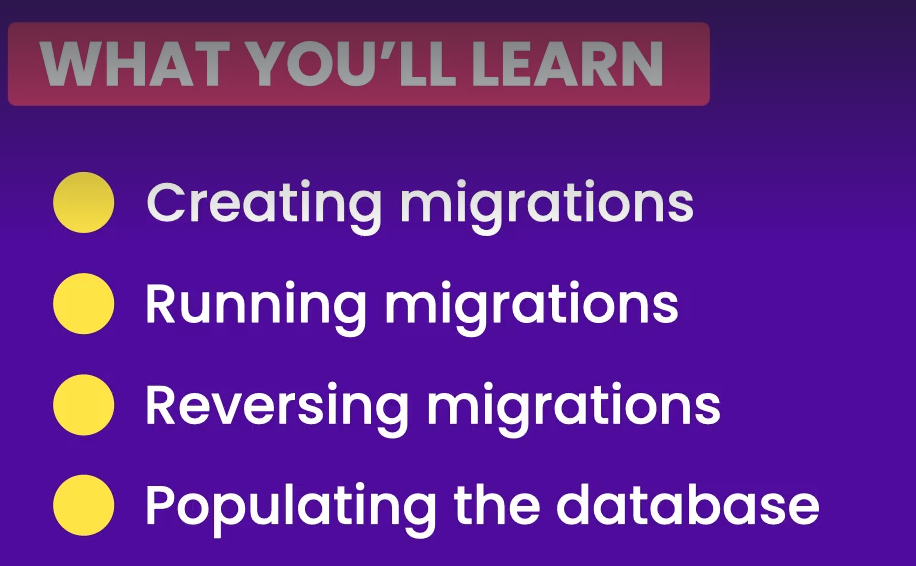 WHAT YOU’LL LEARN
Creating migrations
Running migrations
Reversing migrations
Populating the database